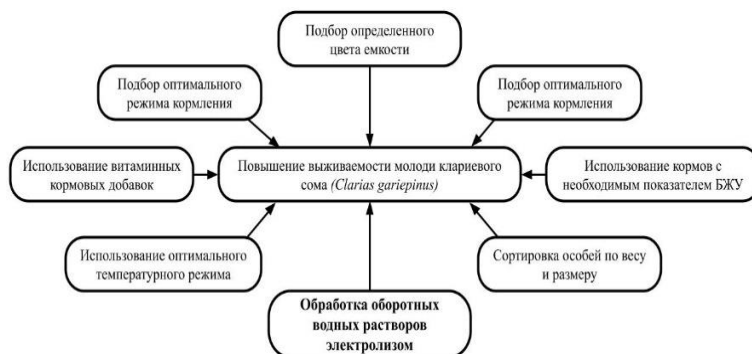 Подбор определенного
цвета емкости
Подбор оптимального
режима кормления
Подбор оптимального
режима кормления
Использование витаминных
кормовых добавок
Повышение выживаемости молоди клариевого
сома (Clarias gariepinus)
Использование кормов с
необходимым показателем БЖУ
Использование оптимального
температурного режима
Сортировка особей по весу
и размеру
Обработка оборотных
водных растворов
электролизом